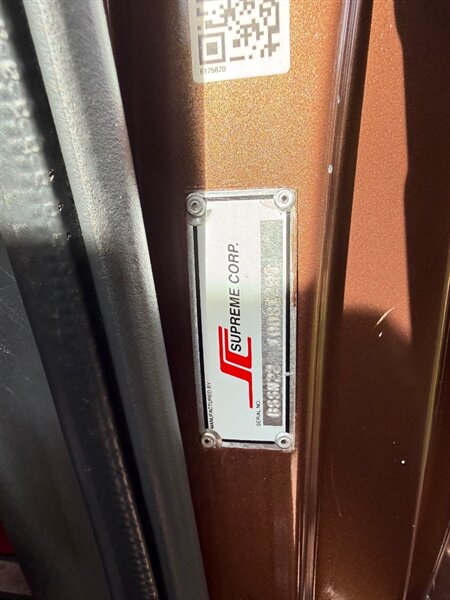 6175870
MANUFACTURED BY
SUPREME CORP.
SERIAL NO.